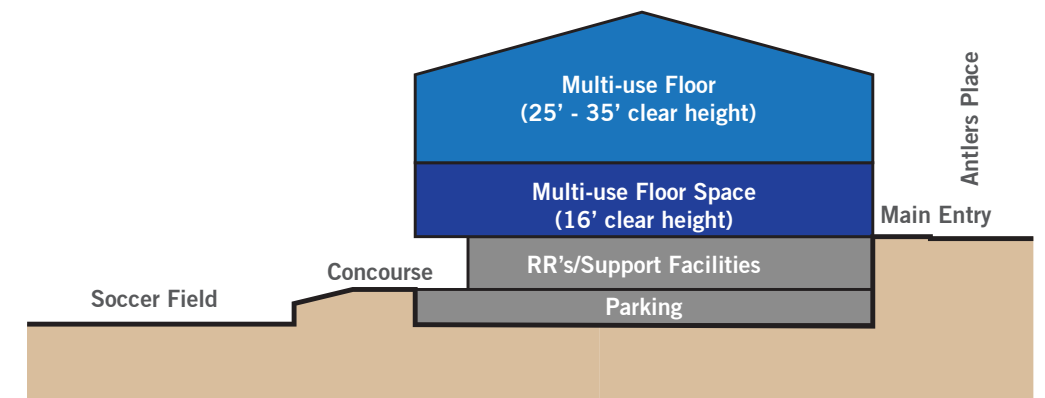 Multi-use Floor
(25’ - 35’ clear height)
Antlers Place
Multi-use Floor Space
(16’ clear height)
Main Entry
RR’s/Support Facilities
Concourse
Soccer Field
Parking